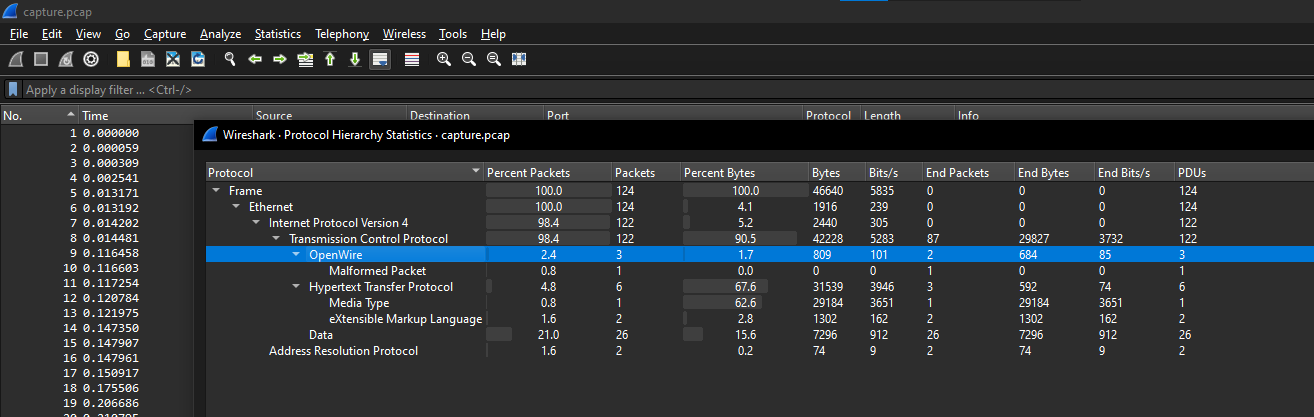 capture.pcap
File Edit View Go Capture Analyze Statistics Telephony Wireless Tools Help
Apply a display filter ... <Ctrl-/>
No. Time Source Destination Port Protocol Length Info
1 0.000000
Wireshark · Protocol Hierarchy Statistics · capture.pcap
2 0.000059
3 0.000309
4 0.002541
5 0.013171
6 0.013192
7 0.014202
8 0.014481
9 0.116458
10 0.116603
11 0.117254
12 0.120784
13 0.121975
14 0.147350
15 0.147907
16 0.147961
17 0.150917
18 0.175506
19 0.206686
Protocol Percent Packets Packets Percent Bytes Bytes Bits/s End Packets End Bytes End Bits/s PDUs
Frame 100.0 124 100.0 46640 5835 0 0 0 124
Ethernet 100.0 124 4.1 1916 239 0 0 0 124
Internet Protocol Version 4 98.4 122 5.2 2440 305 0 0 0 122
Transmission Control Protocol 98.4 122 90.5 42228 5283 87 29827 3732 122
OpenWire 2.4 3 1.7 809 101 2 684 85 3
Malformed Packet 0.8 1 0.0 0 0 1 0 0 1
Hypertext Transfer Protocol 4.8 6 67.6 31539 3946 3 592 74 6
Media Type 0.8 1 62.6 29184 3651 1 29184 3651 1
eXtensible Markup Language 1.6 2 2.8 1302 162 2 1302 162 2
Data 21.0 26 15.6 7296 912 26 7296 912 26
Address Resolution Protocol 1.6 2 0.2 74 9 2 74 9 2